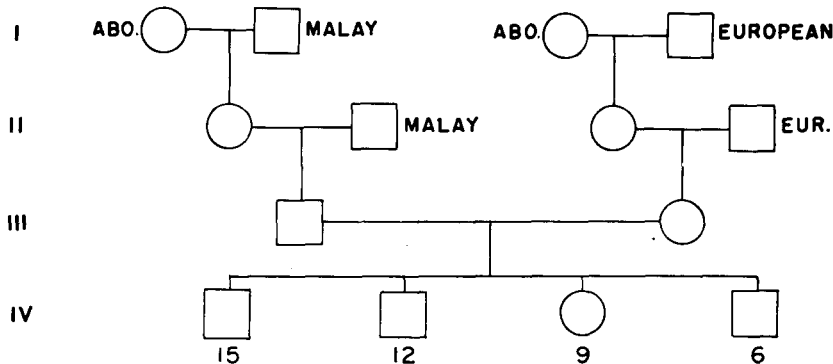 I ABO. MALAY ABO. EUROPEAN
II MALAY EUR.
III
IV
15 12 9 6